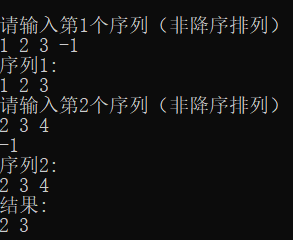 请输入第1个序列（非降序排列）
1 2 3 -1
序列1:
1 2 3
请输入第2个序列（非降序排列）
2 3 4
-1
序列2:
2 3 4
结果:
2 3